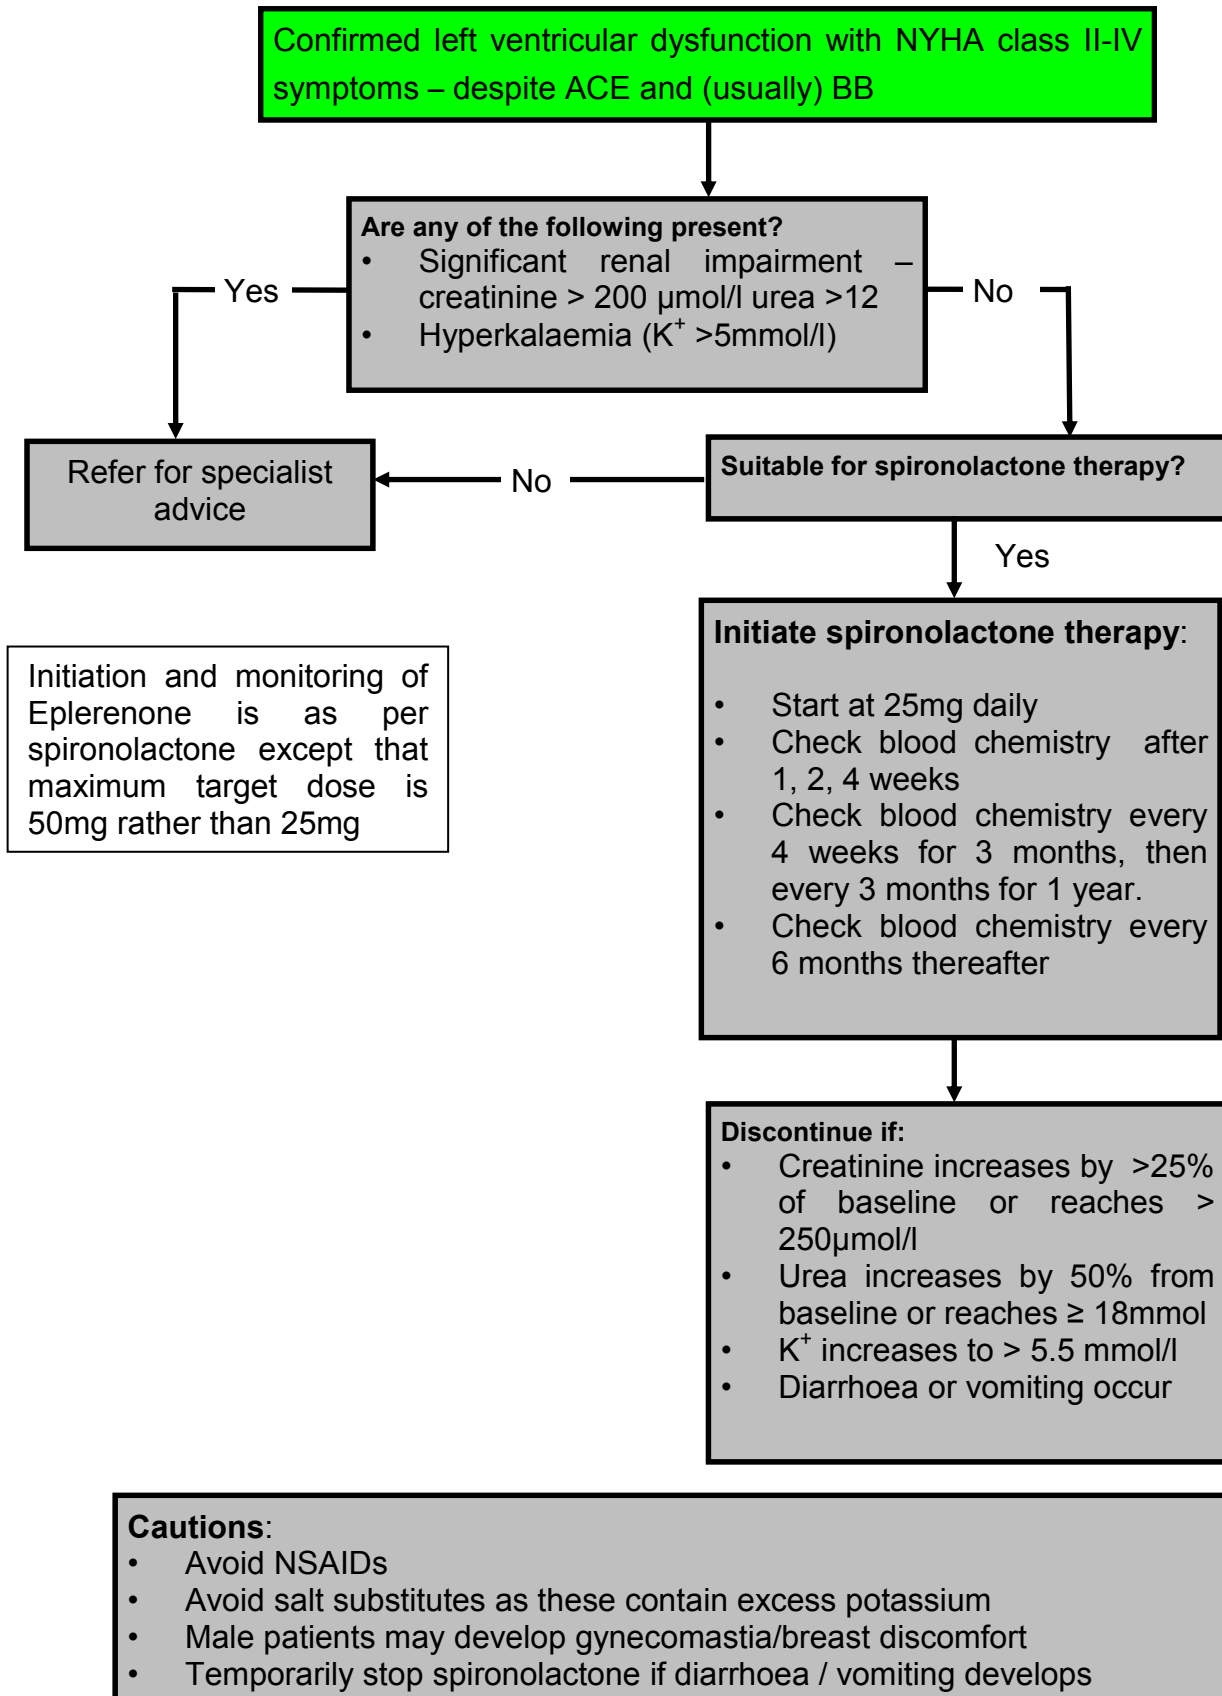 Confirmed left ventricular dysfunction with NYHA class II-IV
symptoms – despite ACE and (usually) BB
Are any of the following present?
• Significant renal impairment –
creatinine > 200 µmol/l urea >12
• Hyperkalaemia (K⁺ >5mmol/l)
Yes
No
Refer for specialist
advice
No
Suitable for spironolactone therapy?
Yes
Initiate spironolactone therapy:
• Start at 25mg daily
• Check blood chemistry after
1, 2, 4 weeks
• Check blood chemistry every
4 weeks for 3 months, then
every 3 months for 1 year.
• Check blood chemistry every
6 months thereafter
Initiation and monitoring of
Eplerenone is as per
spironolactone except that
maximum target dose is
50mg rather than 25mg
Discontinue if:
• Creatinine increases by >25%
of baseline or reaches >
250µmol/l
• Urea increases by 50% from
baseline or reaches ≥ 18mmol
• K⁺ increases to > 5.5 mmol/l
• Diarrhoea or vomiting occur
Cautions:
• Avoid NSAIDs
• Avoid salt substitutes as these contain excess potassium
• Male patients may develop gynecomastia/breast discomfort
• Temporarily stop spironolactone if diarrhoea / vomiting develops